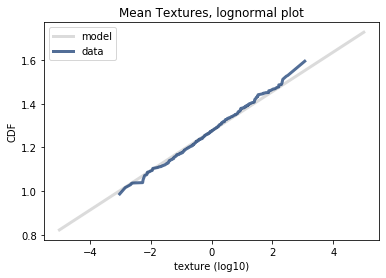 Mean Textures, lognormal plot
model
data
1.6
1.4
1.2
1.0
0.8
CDF
−4
−2
0
2
4
texture (log10)